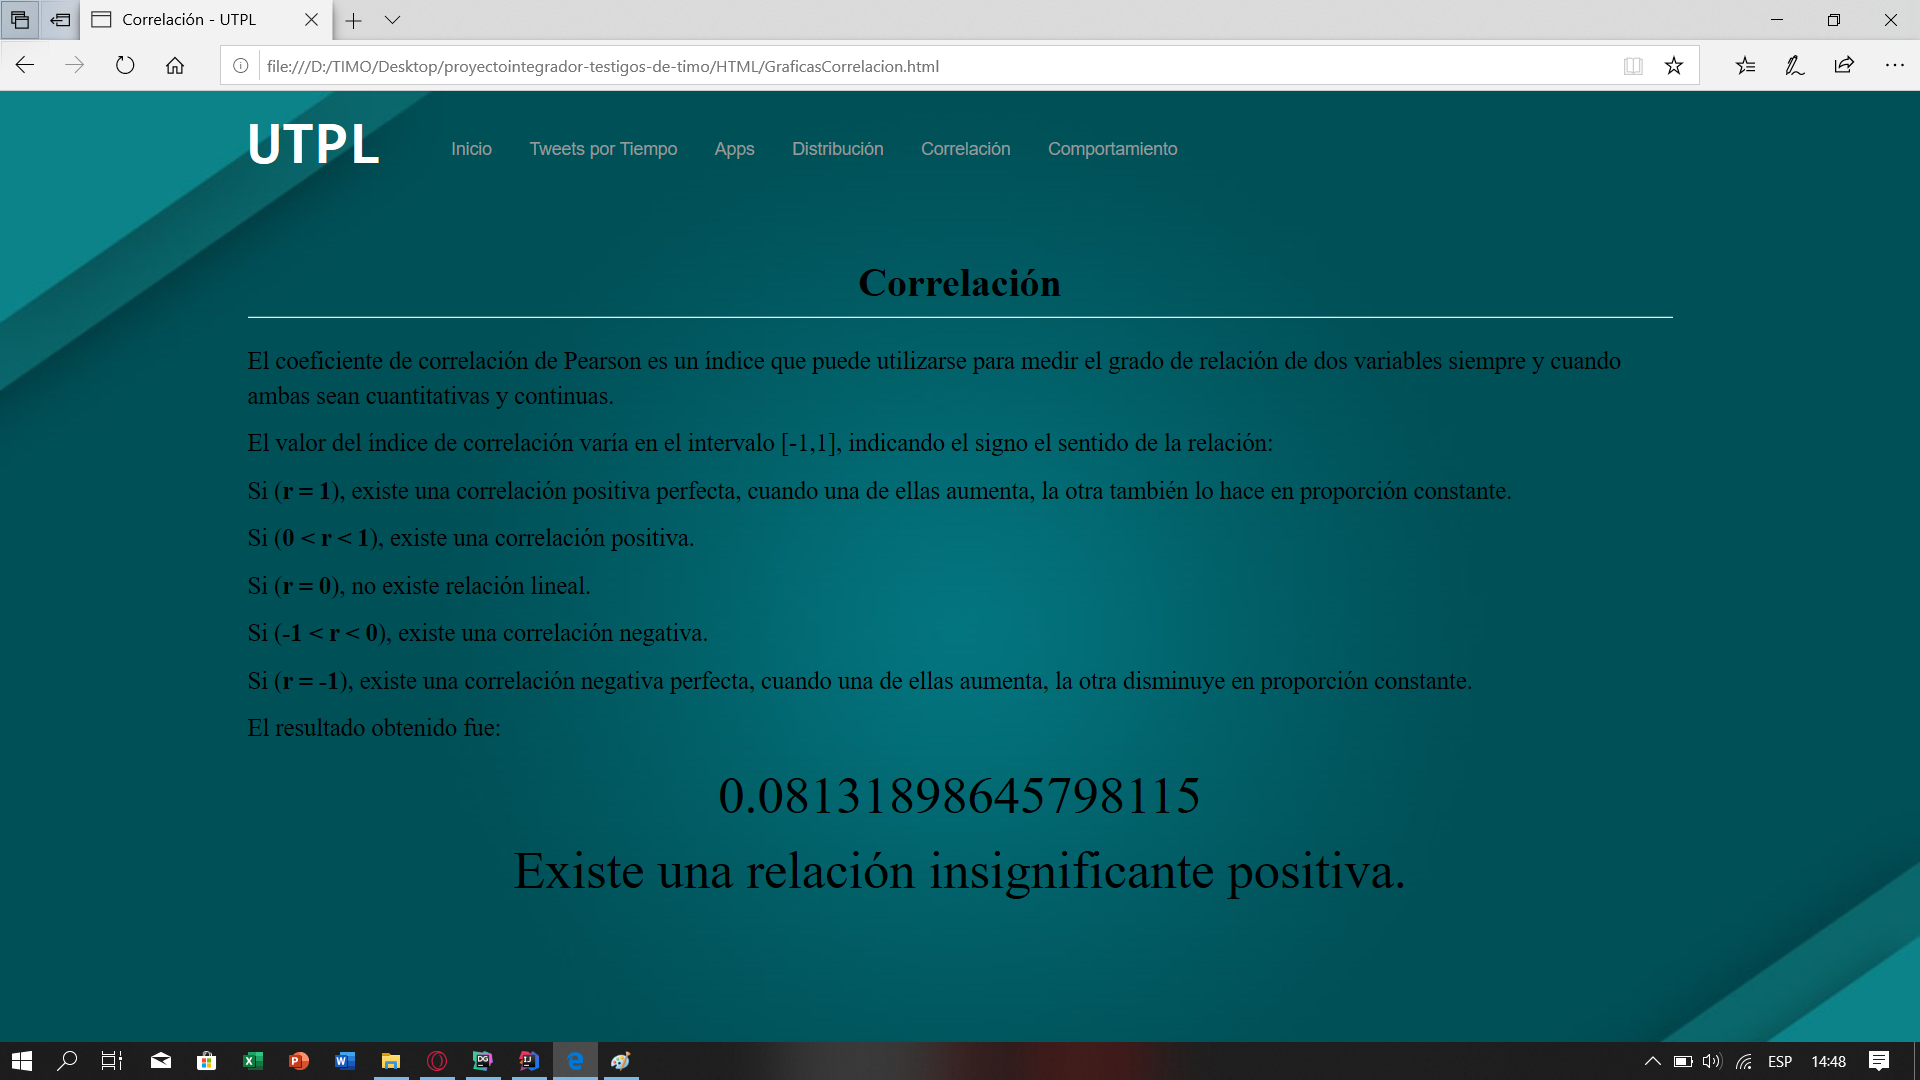 Correlación - UTPL
file:///D:/TIMO/Desktop/proyectointegrador-testigos-de-timo/HTML/GraficasCorrelacion.html
UTPL Inicio Tweets por Tiempo Apps Distribución Correlación Comportamiento
Correlación
El coeficiente de correlación de Pearson es un índice que puede utilizarse para medir el grado de relación de dos variables siempre y cuando
ambas sean cuantitativas y continuas.
El valor del índice de correlación varía en el intervalo [-1,1], indicando el signo el sentido de la relación:
Si (r = 1), existe una correlación positiva perfecta, cuando una de ellas aumenta, la otra también lo hace en proporción constante.
Si (0 < r < 1), existe una correlación positiva.
Si (r = 0), no existe relación lineal.
Si (-1 < r < 0), existe una correlación negativa.
Si (r = -1), existe una correlación negativa perfecta, cuando una de ellas aumenta, la otra disminuye en proporción constante.
El resultado obtenido fue:
0.08131898645798115
Existe una relación insignificante positiva.
ESP 14:48